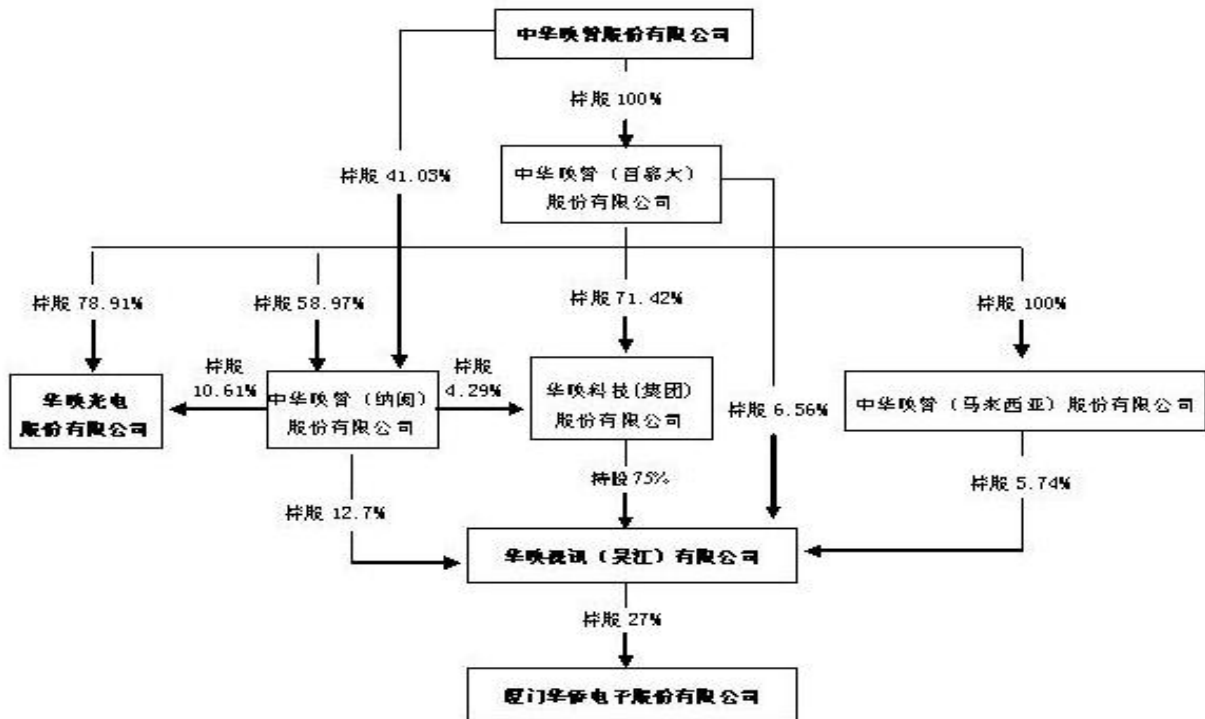 中华映管股份有限公司
持股 100%
中华映管（百慕大）
股份有限公司
持股 41.03%
持股 78.91%
持股 58.97%
持股 71.42%
持股 100%
持股
10.61%
持股
4.29%
华映光电
股份有限公司
中华映管（纳闽）
股份有限公司
华映科技(集团)
股份有限公司
持股 6.56%
中华映管（马来西亚）股份有限公司
持股 12.7%
持股 75%
持股 5.74%
华映视讯（吴江）有限公司
持股 27%
厦门华侨电子股份有限公司